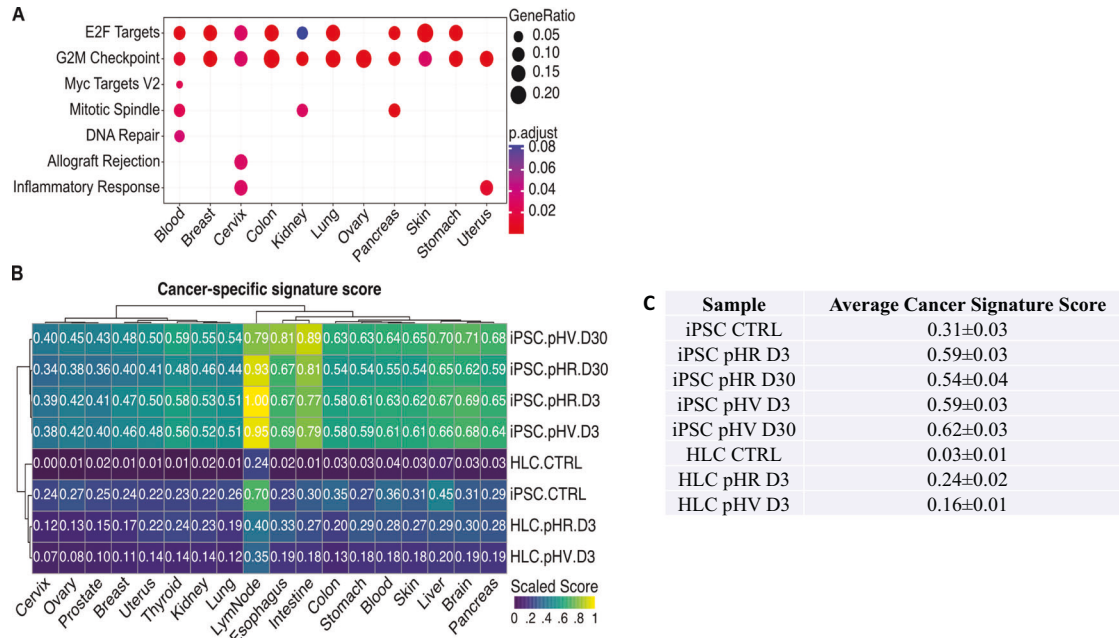 A
E2F Targets
G2M Checkpoint
Myc Targets V2
Mitotic Spindle
DNA Repair
Allograft Rejection
Inflammatory Response
Blood Breast Cervix Colon Kidney Lung Ovary Pancreas Skin Stomach Uterus
GeneRatio
0.05
0.10
0.15
0.20
p.adjust
0.08
0.06
0.04
0.02
B
Cancer-specific signature score
0.40 0.45 0.43 0.48 0.50 0.59 0.55 0.54 0.79 0.81 0.89 0.63 0.63 0.64 0.65 0.70 0.71 0.68 iPSC.pHV.D30
0.34 0.38 0.36 0.40 0.41 0.48 0.46 0.44 0.93 0.67 0.81 0.54 0.54 0.55 0.54 0.65 0.62 0.59 iPSC.pHR.D30
0.39 0.42 0.41 0.47 0.50 0.58 0.53 0.51 1.00 0.67 0.77 0.58 0.61 0.63 0.62 0.67 0.69 0.65 iPSC.pHR.D3
0.38 0.42 0.40 0.46 0.48 0.56 0.52 0.51 0.95 0.69 0.79 0.58 0.59 0.61 0.61 0.66 0.68 0.64 iPSC.pHV.D3
0.00 0.01 0.02 0.01 0.01 0.01 0.02 0.01 0.24 0.02 0.01 0.03 0.03 0.04 0.03 0.07 0.03 0.03 HLC.CTRL
0.24 0.27 0.25 0.24 0.22 0.23 0.22 0.26 0.70 0.23 0.30 0.35 0.27 0.36 0.31 0.45 0.31 0.29 iPSC.CTRL
0.12 0.13 0.15 0.17 0.22 0.24 0.23 0.19 0.40 0.33 0.27 0.20 0.29 0.28 0.27 0.29 0.30 0.28 HLC.pHR.D3
0.07 0.08 0.10 0.11 0.14 0.14 0.14 0.12 0.35 0.19 0.18 0.13 0.18 0.18 0.18 0.20 0.19 0.19 HLC.pHV.D3
Cervix Ovary Prostate Breast Uterus Thyroid Kidney Lung LymNode Esophagus Intestine Colon Stomach Blood Skin Liver Brain Pancreas
Scaled Score
0 .2 .4 .6 .8 1
C
Sample Average Cancer Signature Score
iPSC CTRL 0.31±0.03
iPSC pHR D3 0.59±0.03
iPSC pHR D30 0.54±0.04
iPSC pHV D3 0.59±0.03
iPSC pHV D30 0.62±0.03
HLC CTRL 0.03±0.01
HLC pHR D3 0.24±0.02
HLC pHV D3 0.16±0.01